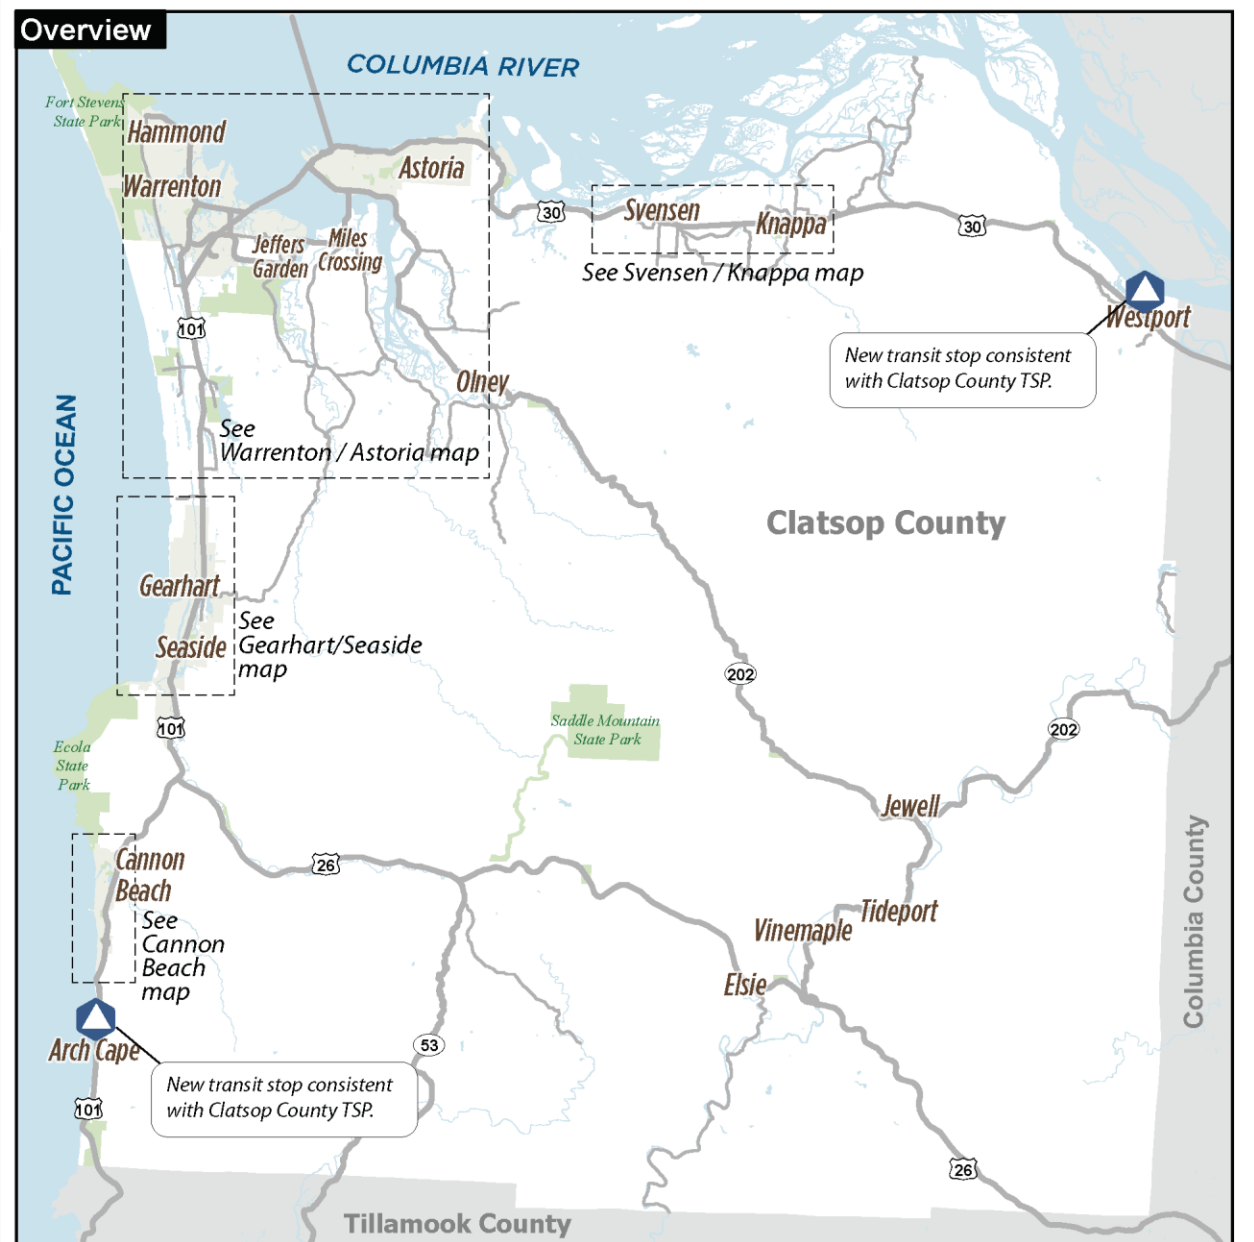 Overview
COLUMBIA RIVER
Fort Stevens
State Park
Hammond
Warrenton
Astoria
Jeffers
Garden
Miles
Crossing
30
Svensen
Knappa
30
See Svensen / Knappa map
Westport
New transit stop consistent
with Clatsop County TSP.
101
Olney
See
Warrenton / Astoria map
PACIFIC OCEAN
Clatsop County
Gearhart
Seaside
See
Gearhart/Seaside
map
202
101
Saddle Mountain
State Park
202
Ecola
State
Park
Jewell
Cannon
Beach
26
See
Cannon
Beach
map
Tideport
Vinemaple
Elsie
Columbia County
Arch Cape
53
New transit stop consistent
with Clatsop County TSP.
101
26
Tillamook County